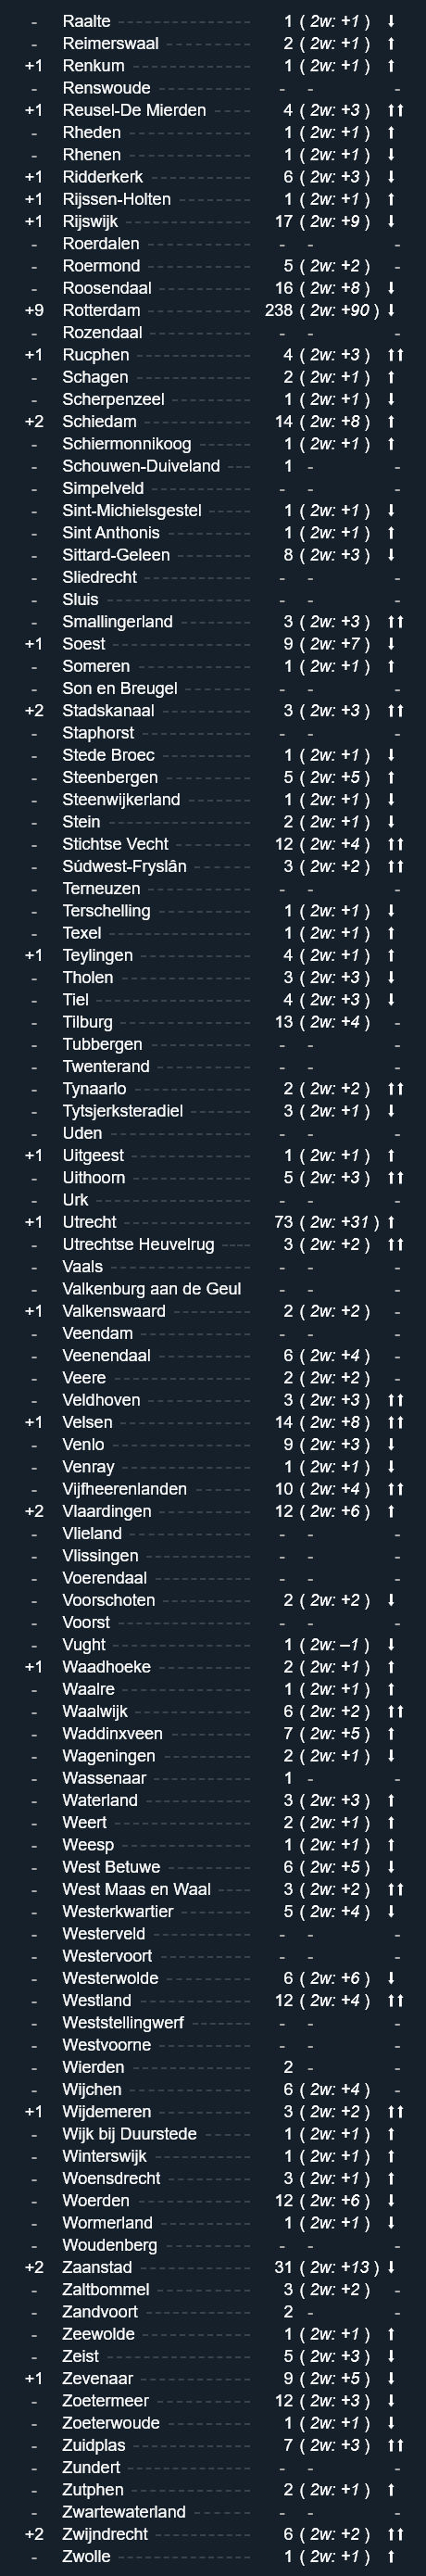 - Raalte 1 ( 2w: +1 ) ↓
- Reimerswaal 2 ( 2w: +1 ) ↑
+1 Renkum 1 ( 2w: +1 ) ↑
- Renswoude - - -
+1 Reusel-De Mierden 4 ( 2w: +3 ) ↑↑
- Rheden 1 ( 2w: +1 ) ↑
- Rhenen 1 ( 2w: +1 ) ↓
+1 Ridderkerk 6 ( 2w: +3 ) ↓
+1 Rijssen-Holten 1 ( 2w: +1 ) ↑
+1 Rijswijk 17 ( 2w: +9 ) ↓
- Roerdalen - - -
- Roermond 5 ( 2w: +2 ) -
- Roosendaal 16 ( 2w: +8 ) ↓
+9 Rotterdam 238 ( 2w: +90 ) ↓
- Rozendaal - - -
+1 Rucphen 4 ( 2w: +3 ) ↑↑
- Schagen 2 ( 2w: +1 ) ↑
- Scherpenzeel 1 ( 2w: +1 ) ↓
+2 Schiedam 14 ( 2w: +8 ) ↑
- Schiermonnikoog 1 ( 2w: +1 ) ↑
- Schouwen-Duiveland 1 - -
- Simpelveld - - -
- Sint-Michielsgestel 1 ( 2w: +1 ) ↓
- Sint Anthonis 1 ( 2w: +1 ) ↑
- Sittard-Geleen 8 ( 2w: +3 ) ↓
- Sliedrecht - - -
- Sluis - - -
- Smallingerland 3 ( 2w: +3 ) ↑↑
+1 Soest 9 ( 2w: +7 ) ↓
- Someren 1 ( 2w: +1 ) ↑
- Son en Breugel - - -
+2 Stadskanaal 3 ( 2w: +3 ) ↑↑
- Staphorst - - -
- Stede Broec 1 ( 2w: +1 ) ↓
- Steenbergen 5 ( 2w: +5 ) ↑
- Steenwijkerland 1 ( 2w: +1 ) ↓
- Stein 2 ( 2w: +1 ) ↓
- Stichtse Vecht 12 ( 2w: +4 ) ↑↑
- Súdwest-Fryslân 3 ( 2w: +2 ) ↑↑
- Terneuzen - - -
- Terschelling 1 ( 2w: +1 ) ↓
- Texel 1 ( 2w: +1 ) ↑
+1 Teylingen 4 ( 2w: +1 ) ↑
- Tholen 3 ( 2w: +3 ) ↓
- Tiel 4 ( 2w: +3 ) ↓
- Tilburg 13 ( 2w: +4 ) -
- Tubbergen - - -
- Twenterand - - -
- Tynaarlo 2 ( 2w: +2 ) ↑↑
- Tytsjerksteradiel 3 ( 2w: +1 ) ↓
- Uden - - -
+1 Uitgeest 1 ( 2w: +1 ) ↑
- Uithoorn 5 ( 2w: +3 ) ↑↑
- Urk - - -
+1 Utrecht 73 ( 2w: +31 ) ↑
- Utrechtse Heuvelrug 3 ( 2w: +2 ) ↑↑
- Vaals - - -
- Valkenburg aan de Geul - - -
+1 Valkenswaard 2 ( 2w: +2 ) -
- Veendam - - -
- Veenendaal 6 ( 2w: +4 ) -
- Veere 2 ( 2w: +2 ) -
- Veldhoven 3 ( 2w: +3 ) ↑↑
+1 Velsen 14 ( 2w: +8 ) ↑↑
- Venlo 9 ( 2w: +3 ) ↓
- Venray 1 ( 2w: +1 ) ↓
- Vijfheerenlanden 10 ( 2w: +4 ) ↑↑
+2 Vlaardingen 12 ( 2w: +6 ) ↑
- Vlieland - - -
- Vlissingen - - -
- Voerendaal - - -
- Voorschoten 2 ( 2w: +2 ) ↓
- Voorst - - -
- Vught 1 ( 2w: –1 ) ↓
+1 Waadhoeke 2 ( 2w: +1 ) ↑
- Waalre 1 ( 2w: +1 ) ↑
- Waalwijk 6 ( 2w: +2 ) ↑↑
- Waddinxveen 7 ( 2w: +5 ) ↑
- Wageningen 2 ( 2w: +1 ) ↓
- Wassenaar 1 - -
- Waterland 3 ( 2w: +3 ) ↑
- Weert 2 ( 2w: +1 ) ↑
- Weesp 1 ( 2w: +1 ) ↑
- West Betuwe 6 ( 2w: +5 ) ↓
- West Maas en Waal 3 ( 2w: +2 ) ↑↑
- Westerkwartier 5 ( 2w: +4 ) ↓
- Westerveld - - -
- Westervoort - - -
- Westerwolde 6 ( 2w: +6 ) ↓
- Westland 12 ( 2w: +4 ) ↑↑
- Weststellingwerf - - -
- Westvoorne - - -
- Wierden 2 - -
- Wijchen 6 ( 2w: +4 ) -
+1 Wijdemeren 3 ( 2w: +2 ) ↑↑
- Wijk bij Duurstede 1 ( 2w: +1 ) ↑
- Winterswijk 1 ( 2w: +1 ) ↑
- Woensdrecht 3 ( 2w: +1 ) ↑
- Woerden 12 ( 2w: +6 ) ↓
- Wormerland 1 ( 2w: +1 ) ↓
- Woudenberg - - -
+2 Zaanstad 31 ( 2w: +13 ) ↓
- Zaltbommel 3 ( 2w: +2 ) -
- Zandvoort 2 - -
- Zeewolde 1 ( 2w: +1 ) ↑
- Zeist 5 ( 2w: +3 ) ↓
+1 Zevenaar 9 ( 2w: +5 ) ↓
- Zoetermeer 12 ( 2w: +3 ) ↓
- Zoeterwoude 1 ( 2w: +1 ) ↓
- Zuidplas 7 ( 2w: +3 ) ↑↑
- Zundert - - -
- Zutphen 2 ( 2w: +1 ) ↑
- Zwartewaterland - - -
+2 Zwijndrecht 6 ( 2w: +2 ) ↑↑
- Zwolle 1 ( 2w: +1 ) ↑